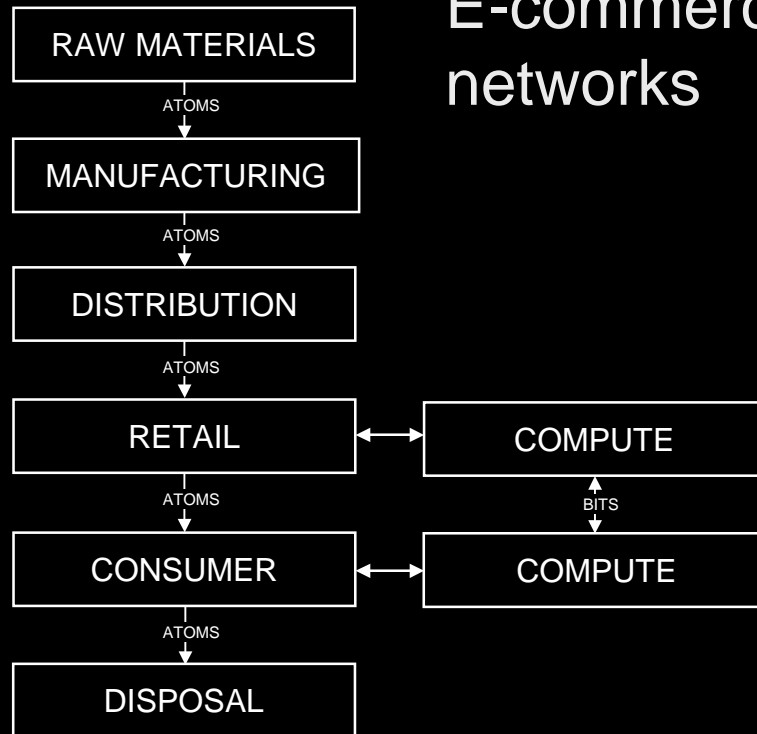 E-commerc
networks
RAW MATERIALS
ATOMS
MANUFACTURING
ATOMS
DISTRIBUTION
ATOMS
RETAIL
COMPUTE
ATOMS
BITS
CONSUMER
COMPUTE
ATOMS
DISPOSAL